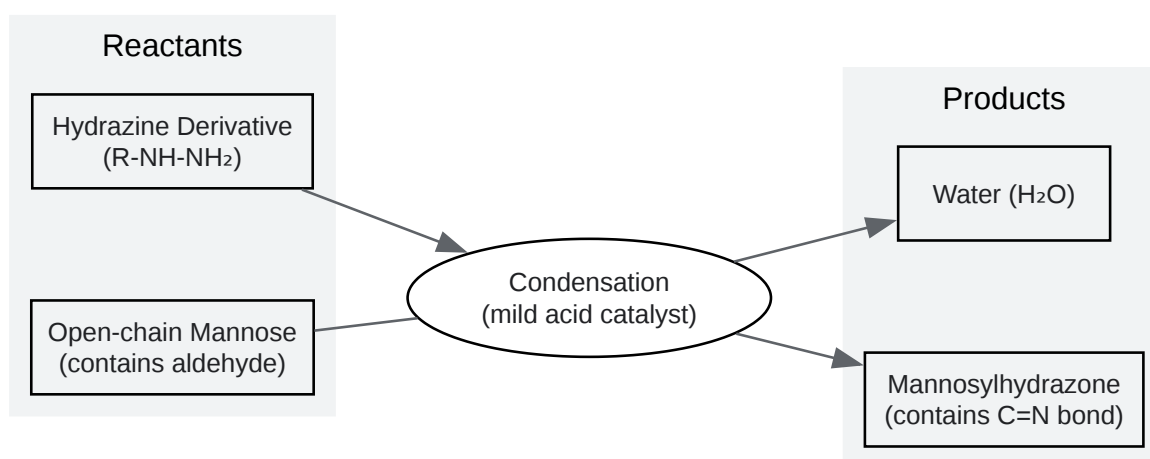 Reactants
Hydrazine Derivative
(R-NH-NH₂)
Open-chain Mannose
(contains aldehyde)
Condensation
(mild acid catalyst)
Products
Water (H₂O)
Mannosylhydrazone
(contains C=N bond)